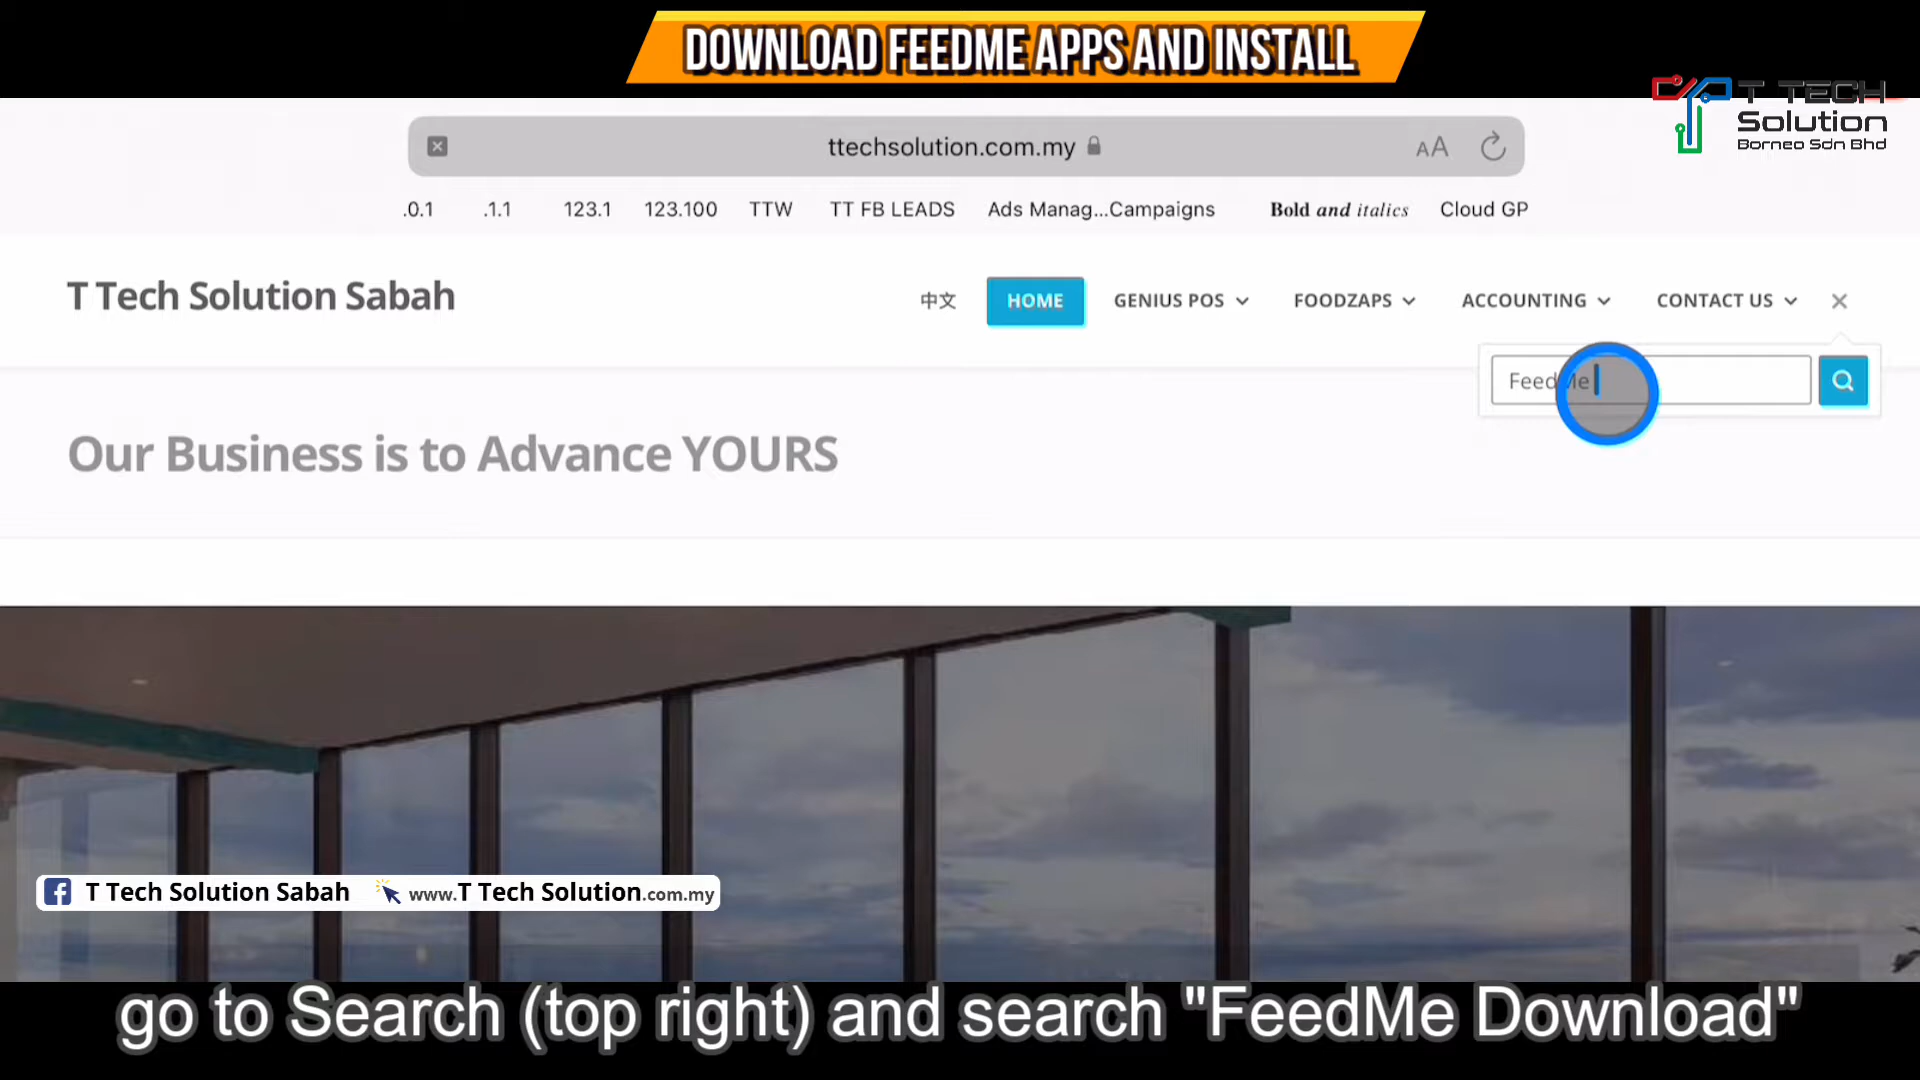 DOWNLOAD FEEDME APPS AND INSTALL
T TECH
Solution
Borneo Sdn Bhd
ttechsolution.com.my
AA
.0.1 .1.1 123.1 123.100 TTW TT FB LEADS Ads Manag...Campaigns Bold and italics Cloud GP
T Tech Solution Sabah
中文 HOME GENIUS POS FOODZAPS ACCOUNTING CONTACT US
FeedMe
Our Business is to Advance YOURS
T Tech Solution Sabah www.T Tech Solution.com.my
go to Search (top right) and search "FeedMe Download"